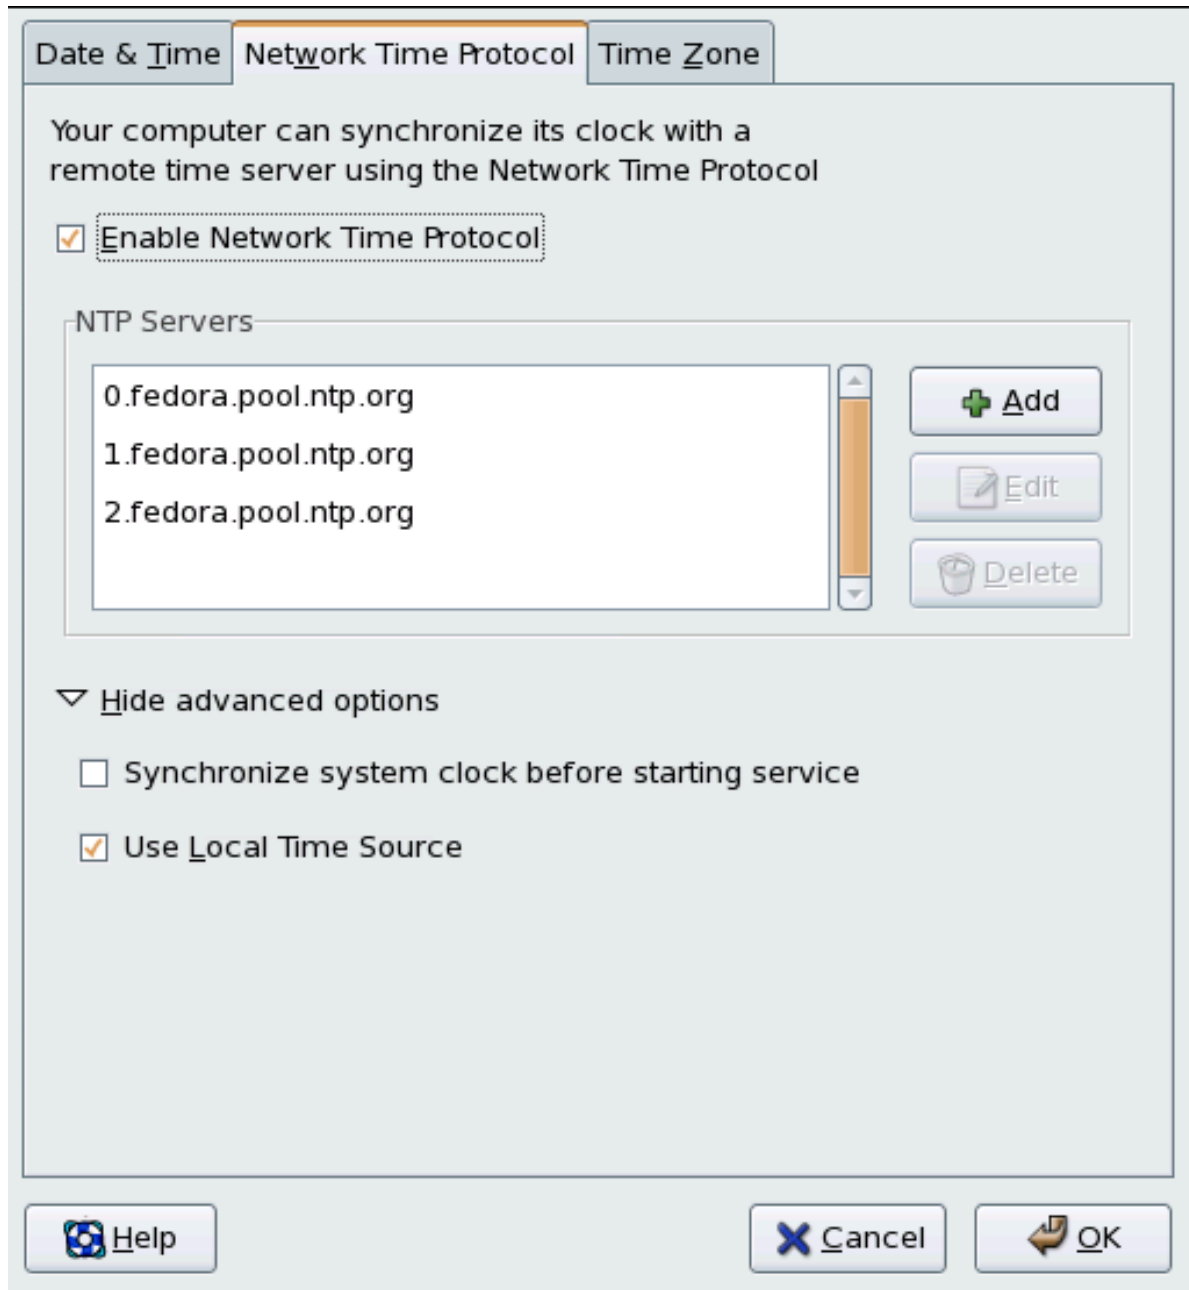 Date & Time
Network Time Protocol
Time Zone
Your computer can synchronize its clock with a
remote time server using the Network Time Protocol
Enable Network Time Protocol
NTP Servers
0.fedora.pool.ntp.org
1.fedora.pool.ntp.org
2.fedora.pool.ntp.org
Add
Edit
Delete
Hide advanced options
Synchronize system clock before starting service
Use Local Time Source
Help
Cancel
OK